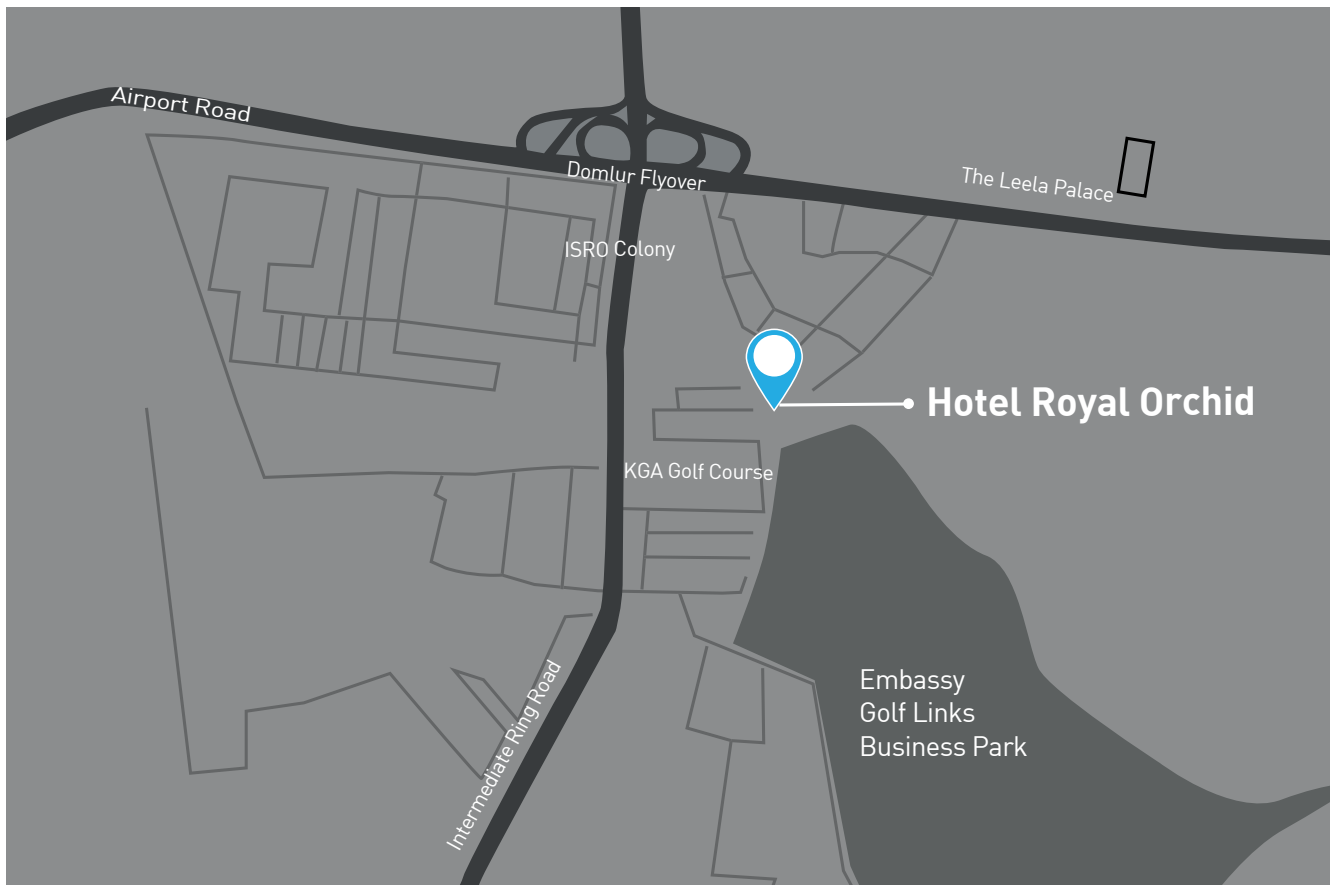 Airport Road
Domlur Flyover
The Leela Palace
ISRO Colony
Hotel Royal Orchid
KGA Golf Course
Embassy
Golf Links
Business Park
Intermediate Ring Road